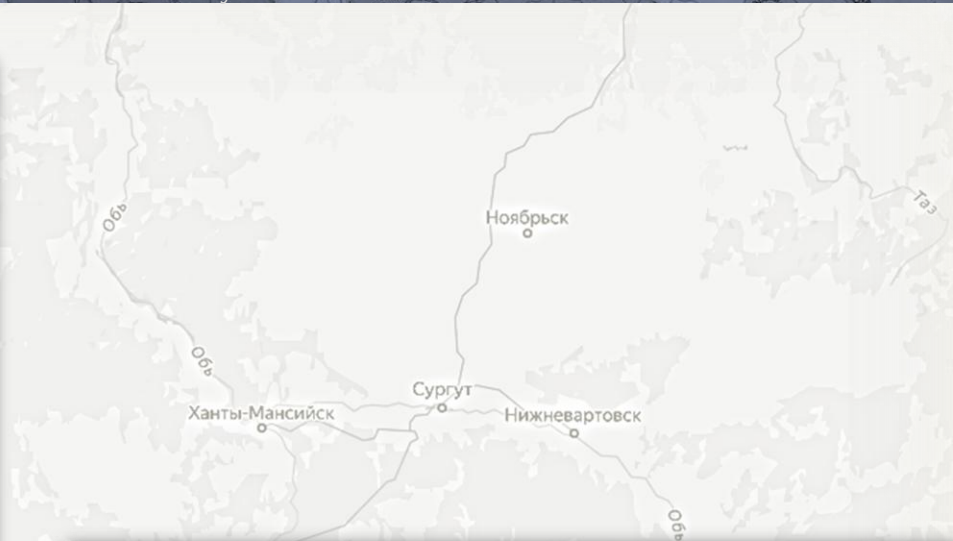 Обь
Таз
Ноябрьск
Обь
Сургут
Ханты-Мансийск
Нижневартовск
Обь